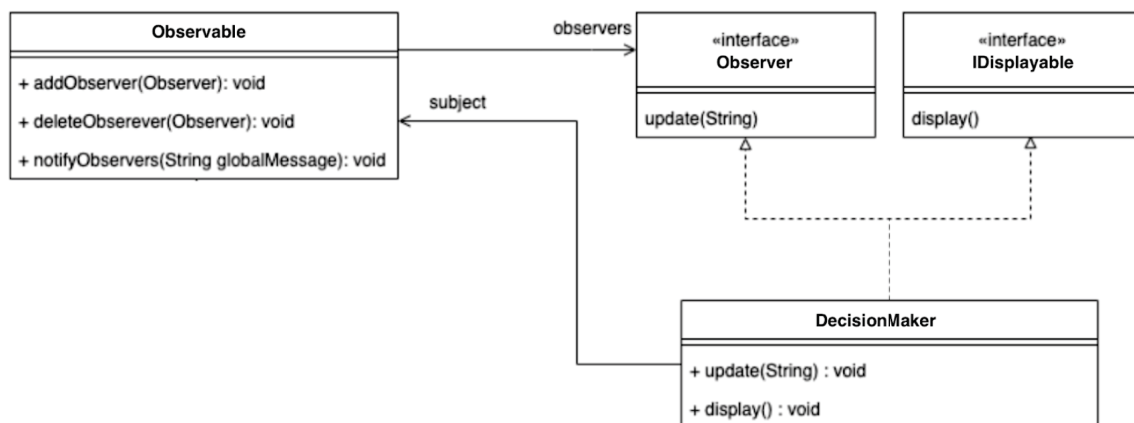 Observable
+ addObserver(Observer): void
+ deleteObserever(Observer): void
+ notifyObservers(String globalMessage): void
observers
subject
«interface»
Observer
update(String)
«interface»
IDisplayable
display()
DecisionMaker
+ update(String) : void
+ display() : void